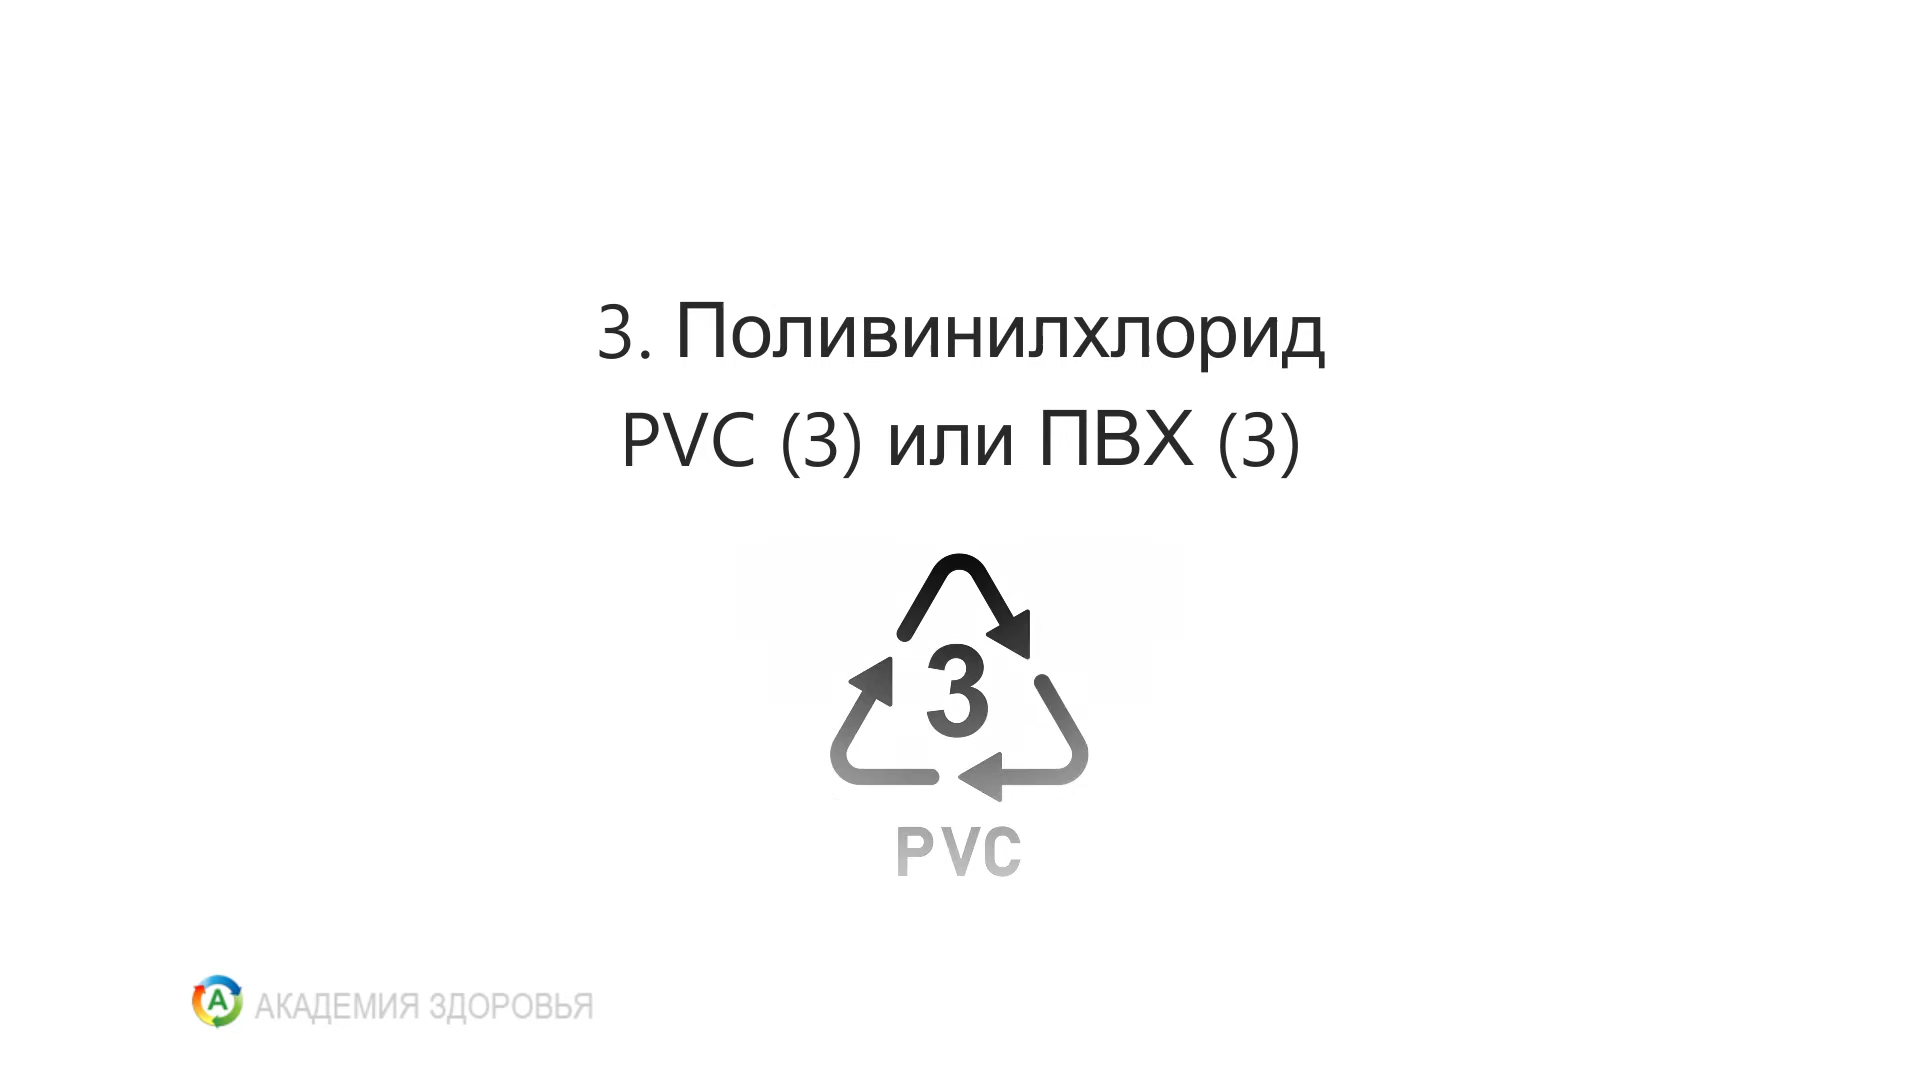 3. Поливинилхлорид
PVC (3) или ПВХ (3)
3
PVC
А АКАДЕМИЯ ЗДОРОВЬЯ